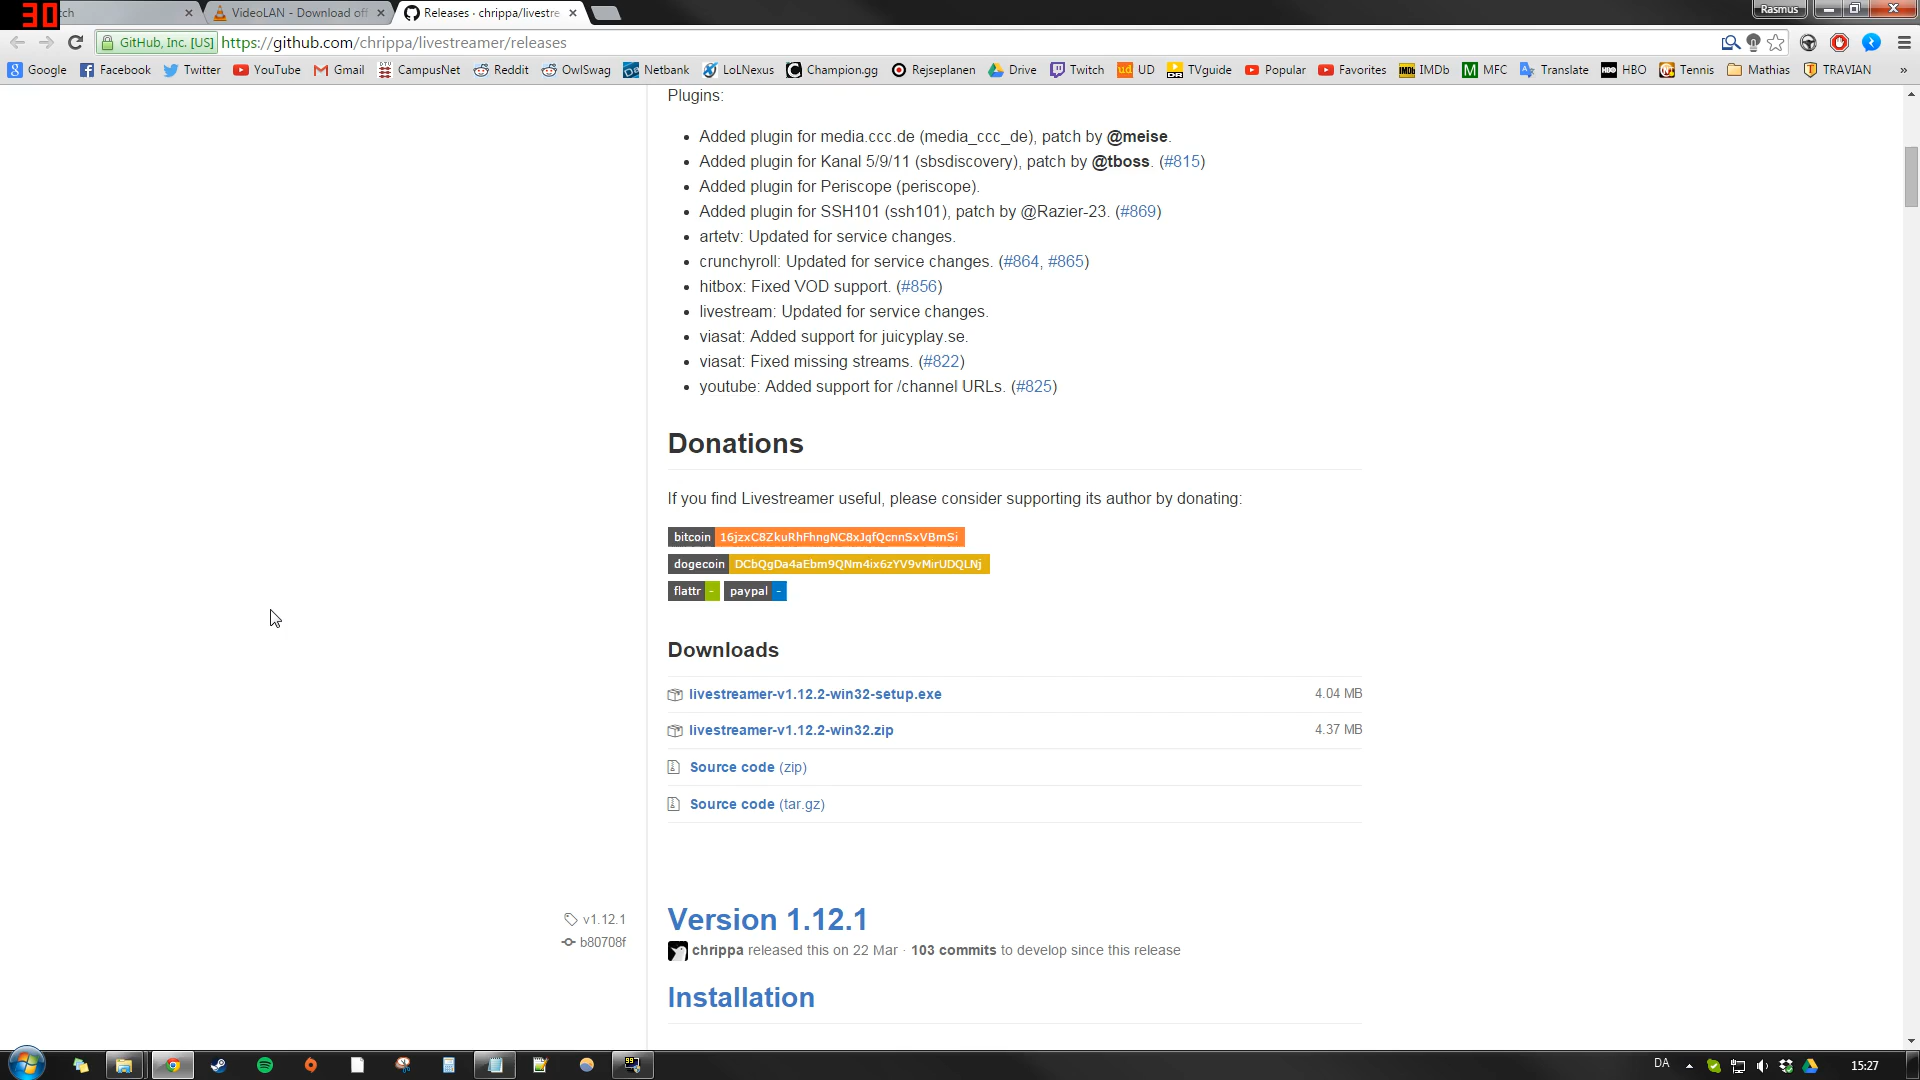 30
tch
VideoLAN - Download off
Releases · chrippa/livestre
Rasmus
GitHub, Inc. [US]
https://github.com/chrippa/livestreamer/releases
Google
Facebook
Twitter
YouTube
Gmail
CampusNet
Reddit
OwlSwag
Netbank
LoLNexus
Champion.gg
Rejseplanen
Drive
Twitch
UD
TVguide
Popular
Favorites
IMDb
MFC
Translate
HBO
Tennis
Mathias
TRAVIAN
»
Plugins:
• Added plugin for media.ccc.de (media_ccc_de), patch by @meise.
• Added plugin for Kanal 5/9/11 (sbsdiscovery), patch by @tboss. (#815)
• Added plugin for Periscope (periscope).
• Added plugin for SSH101 (ssh101), patch by @Razier-23. (#869)
• artetv: Updated for service changes.
• crunchyroll: Updated for service changes. (#864, #865)
• hitbox: Fixed VOD support. (#856)
• livestream: Updated for service changes.
• viasat: Added support for juicyplay.se.
• viasat: Fixed missing streams. (#822)
• youtube: Added support for /channel URLs. (#825)
Donations
If you find Livestreamer useful, please consider supporting its author by donating:
bitcoin 16jzxC8ZkuRhFhngNC8xJqfQcnnSxVBmSi
dogecoin DCbQgDa4aEbm9QNm4ix6zYV9vMirUDQLNj
flattr - paypal -
Downloads
livestreamer-v1.12.2-win32-setup.exe 4.04 MB
livestreamer-v1.12.2-win32.zip 4.37 MB
Source code (zip)
Source code (tar.gz)
v1.12.1
b80708f
Version 1.12.1
chrippa released this on 22 Mar · 103 commits to develop since this release
Installation
DA
15:27